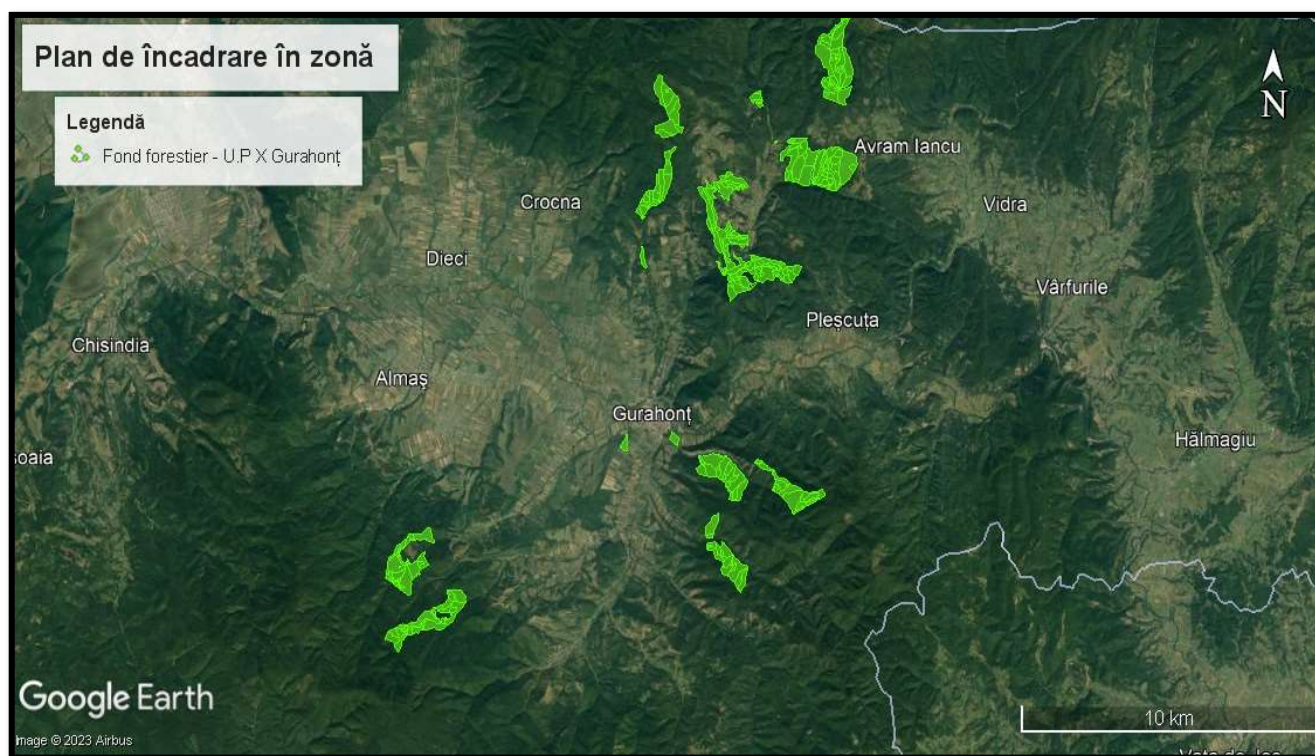 Plan de încadrare în zonă
Legendă
Fond forestier - U.P X Gurahonț
N
Avram Iancu
Crocna
Vidra
Dieci
Vârfurile
Pleșcuța
Chisindia
Almaș
Gurahonț
Hălmagiu
șoaia
Google Earth
10 km
Image © 2023 Airbus